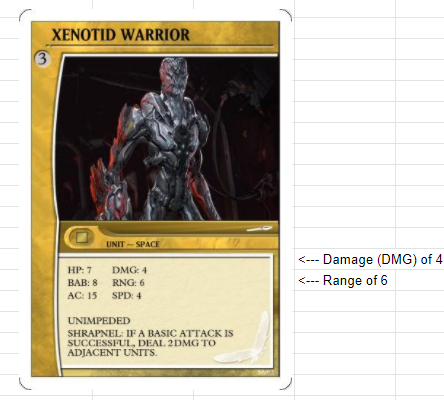 XENOTID WARRIOR
3
UNIT — SPACE
HP: 7 DMG: 4
<--- Damage (DMG) of 4
BAB: 8 RNG: 6
<--- Range of 6
AC: 15 SPD: 4
UNIMPEDED
SHRAPNEL: IF A BASIC ATTACK IS
SUCCESSFUL, DEAL 2 DMG TO
ADJACENT UNITS.